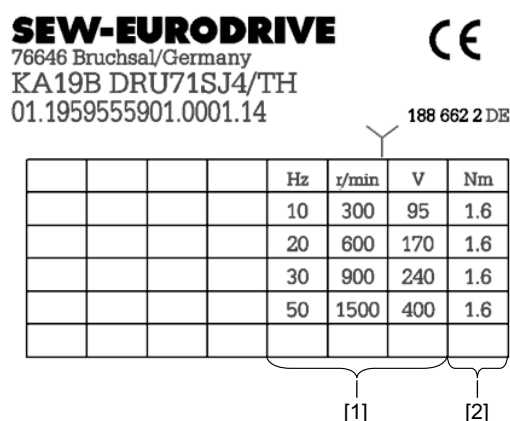 SEW-EURODRIVE
CE
76646 Bruchsal/Germany
KA19B DRU71SJ4/TH
01.1959555901.0001.14
188 662 2 DE
Hz r/min V Nm
10 300 95 1.6
20 600 170 1.6
30 900 240 1.6
50 1500 400 1.6
[1] [2]